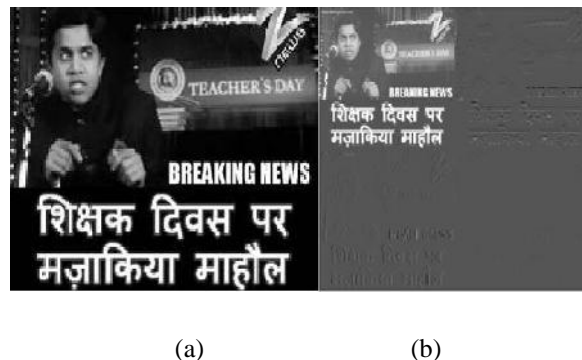 TEACHER'S DAY
BREAKING NEWS
शिक्षक दिवस पर
मज़ाकिया माहौल
TEACHER'S DAY
BREAKING NEWS
शिक्षक दिवस पर
मज़ाकिया माहौल
(a) (b)